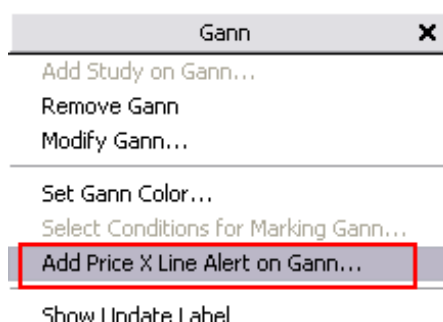 Gann
Add Study on Gann...
Remove Gann
Modify Gann...
Set Gann Color...
Select Conditions for Marking Gann...
Add Price X Line Alert on Gann...
Show Update Label